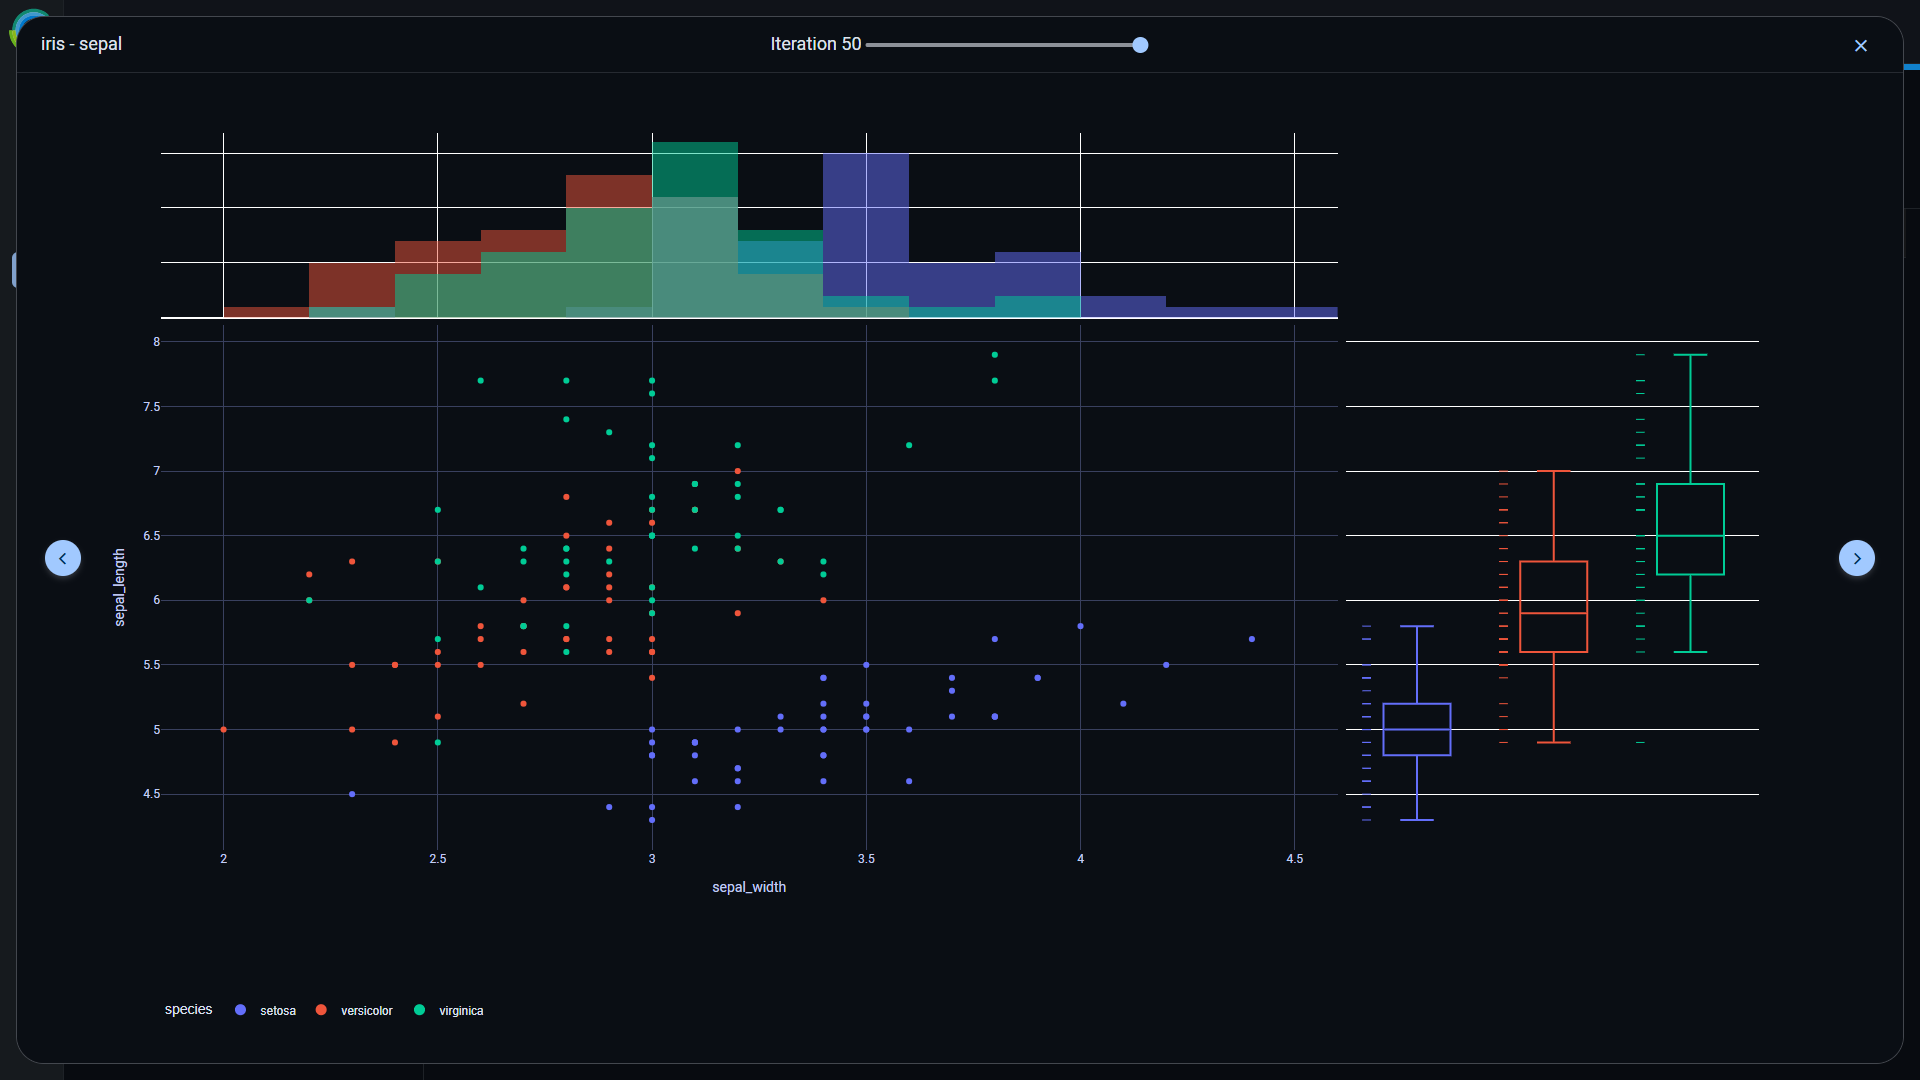 iris - sepal
Iteration 50
8
7.5
7
6.5
6
5.5
5
4.5
sepal_length
2
2.5
3
3.5
4
4.5
sepal_width
species setosa versicolor virginica